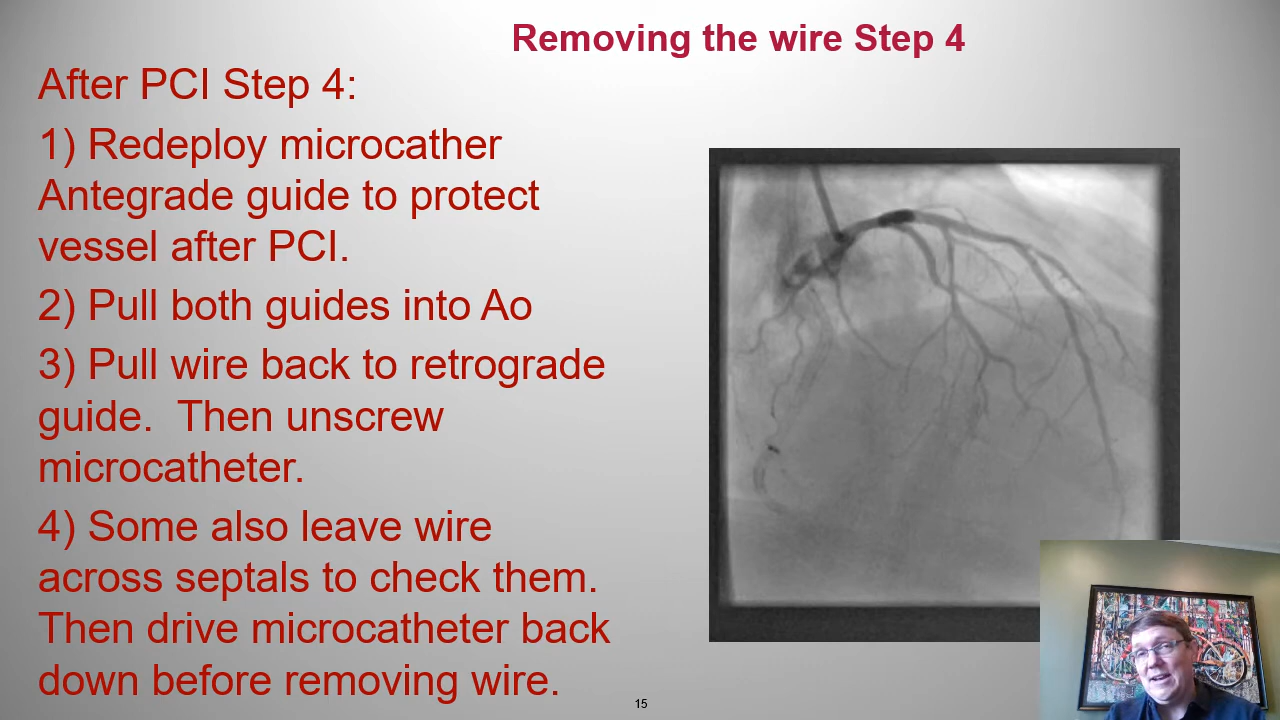 Removing the wire Step 4
After PCI Step 4:
1) Redeploy microcather
Antegrade guide to protect
vessel after PCI.
2) Pull both guides into Ao
3) Pull wire back to retrograde
guide.  Then unscrew
microcatheter.
4) Some also leave wire
across septals to check them.
Then drive microcatheter back
down before removing wire.
15